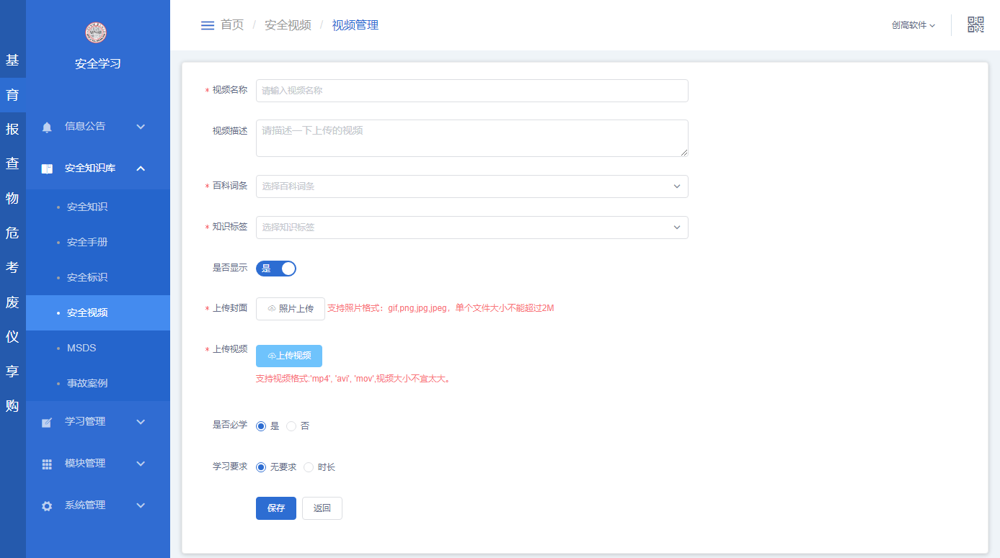 基
育
报
查
物
危
考
废
仪
享
购
安全学习
信息公告
安全知识库
安全知识
安全手册
安全标识
安全视频
MSDS
事故案例
学习管理
模块管理
系统管理
首页 / 安全视频 / 视频管理
创高软件
* 视频名称 请输入视频名称
视频描述 请描述一下上传的视频
* 百科词条 选择百科词条
* 知识标签 选择知识标签
是否显示 是
* 上传封面 照片上传 支持照片格式：gif,png,jpg,jpeg，单个文件大小不能超过2M
* 上传视频 上传视频
支持视频格式:'mp4', 'avi', 'mov',视频大小不宜太大。
是否必学 是 否
学习要求 无要求 时长
保存 返回